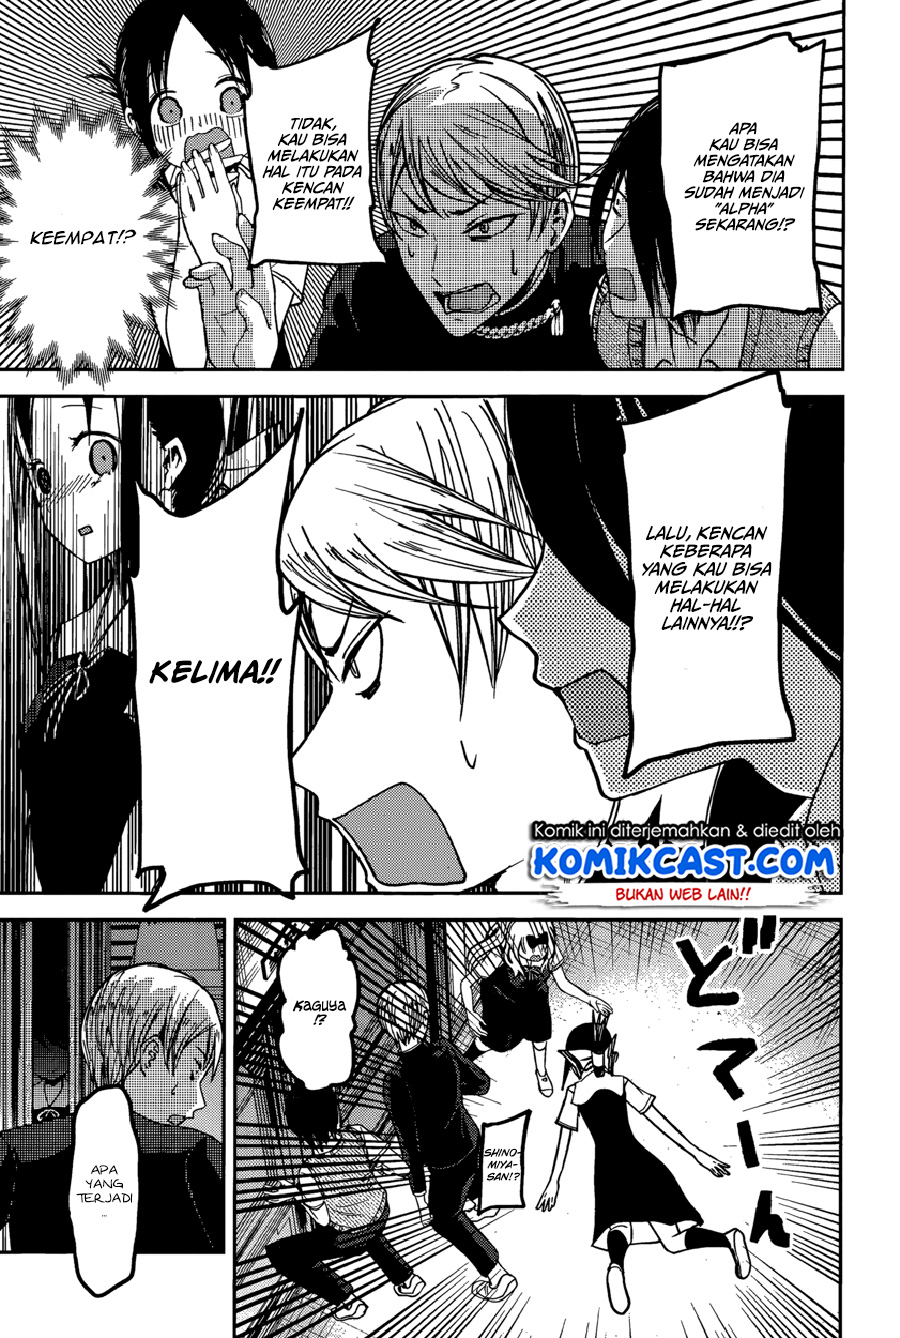 APA
KAU BISA
MENGATAKAN
BAHWA DIA
SUDAH MENJADI
"ALPHA"
SEKARANG!?
TIDAK,
KAU BISA
MELAKUKAN
HAL ITU PADA
KENCAN
KEEMPAT!!
KEEMPAT!?
LALU, KENCAN
KEBERAPA
YANG KAU BISA
MELAKUKAN
HAL-HAL
LAINNYA!!?
KELIMA!!
Komik ini diterjemahkan & diedit oleh
KOMIKCAST.COM
BUKAN WEB LAIN!!
どてーん
Kaguya
!?
SHINO-
MIYA-
SAN!?
APA
YANG
TERJADI
...